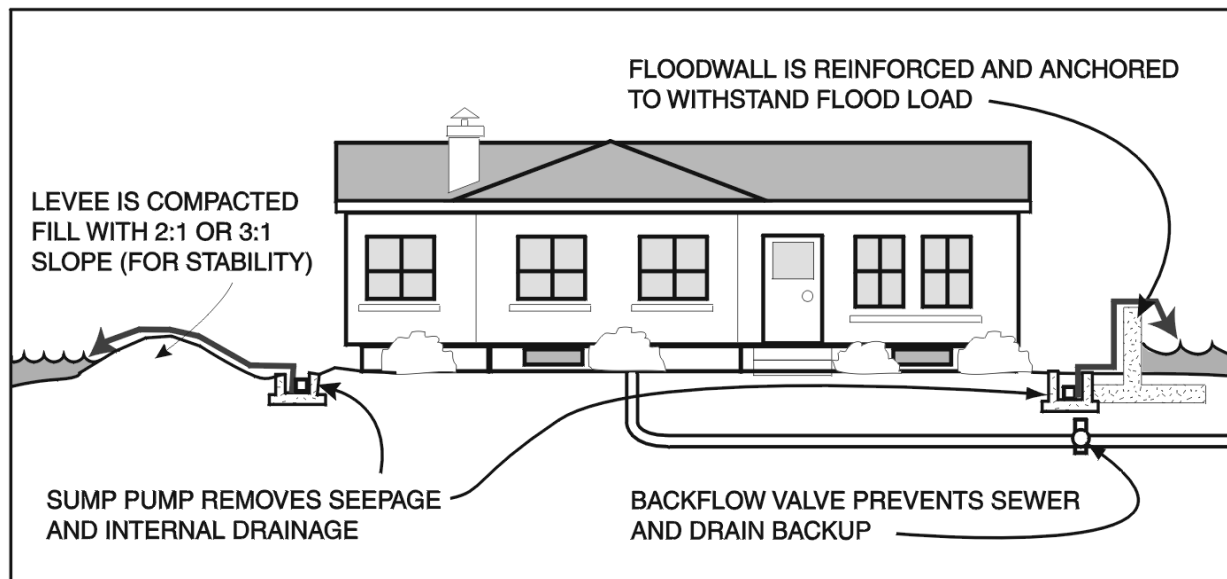 FLOODWALL IS REINFORCED AND ANCHORED
TO WITHSTAND FLOOD LOAD
LEVEE IS COMPACTED
FILL WITH 2:1 OR 3:1
SLOPE (FOR STABILITY)
SUMP PUMP REMOVES SEEPAGE
AND INTERNAL DRAINAGE
BACKFLOW VALVE PREVENTS SEWER
AND DRAIN BACKUP